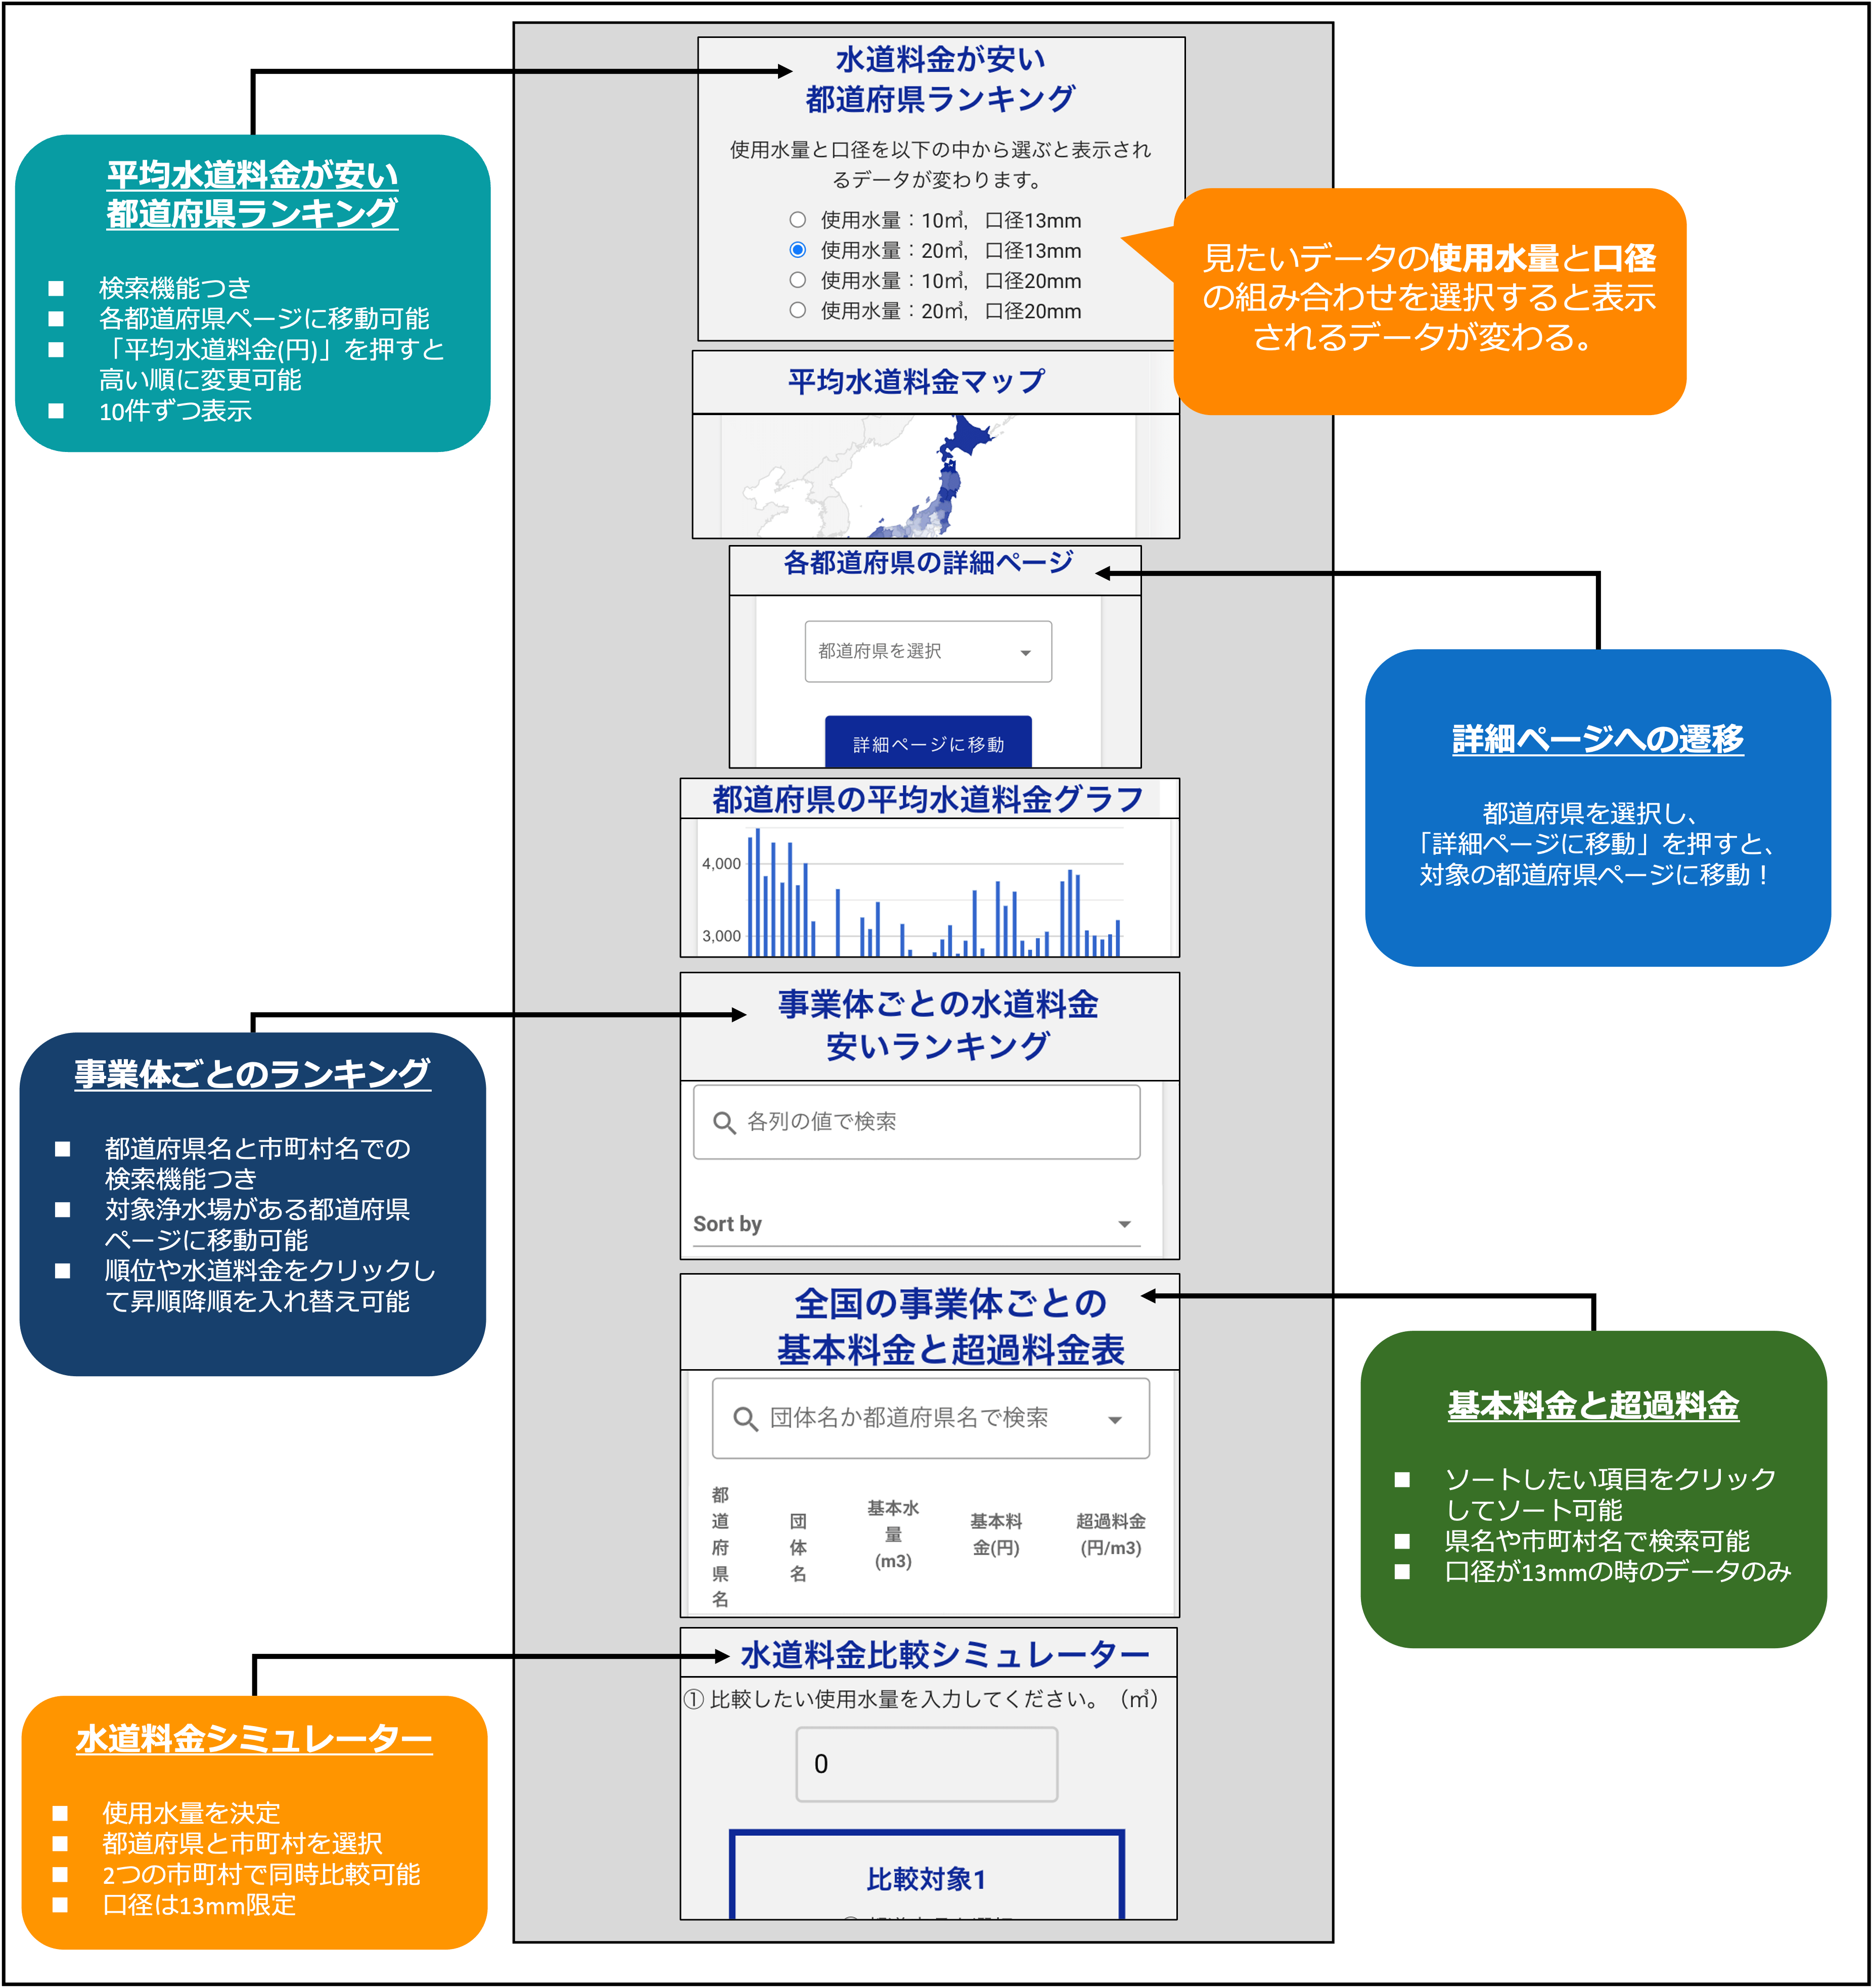 水道料金が安い
都道府県ランキング
使用水量と口径を以下の中から選ぶと表示され
るデータが変わります。
使用水量：10㎥, 口径13mm
使用水量：20㎥, 口径13mm
使用水量：10㎥, 口径20mm
使用水量：20㎥, 口径20mm
平均水道料金が安い
都道府県ランキング
■ 検索機能つき
■ 各都道府県ページに移動可能
■ 「平均水道料金(円)」を押すと
高い順に変更可能
■ 10件ずつ表示
見たいデータの使用水量と口径
の組み合わせを選択すると表示
されるデータが変わる。
平均水道料金マップ
各都道府県の詳細ページ
都道府県を選択
詳細ページに移動
詳細ページへの遷移
都道府県を選択し、
「詳細ページに移動」を押すと、
対象の都道府県ページに移動！
都道府県の平均水道料金グラフ
4,000
3,000
事業体ごとの水道料金
安いランキング
各列の値で検索
Sort by
事業体ごとのランキング
■ 都道府県名と市町村名での
検索機能つき
■ 対象浄水場がある都道府県
ページに移動可能
■ 順位や水道料金をクリックし
て昇順降順を入れ替え可能
全国の事業体ごとの
基本料金と超過料金表
団体名か都道府県名で検索
都
道
府
県
名
団
体
名
基本水
量
(m3)
基本料
金(円)
超過料金
(円/m3)
基本料金と超過料金
■ ソートしたい項目をクリック
してソート可能
■ 県名や市町村名で検索可能
■ 口径が13mmの時のデータのみ
水道料金比較シミュレーター
① 比較したい使用水量を入力してください。（㎥）
0
比較対象1
水道料金シミュレーター
■ 使用水量を決定
■ 都道府県と市町村を選択
■ 2つの市町村で同時比較可能
■ 口径は13mm限定